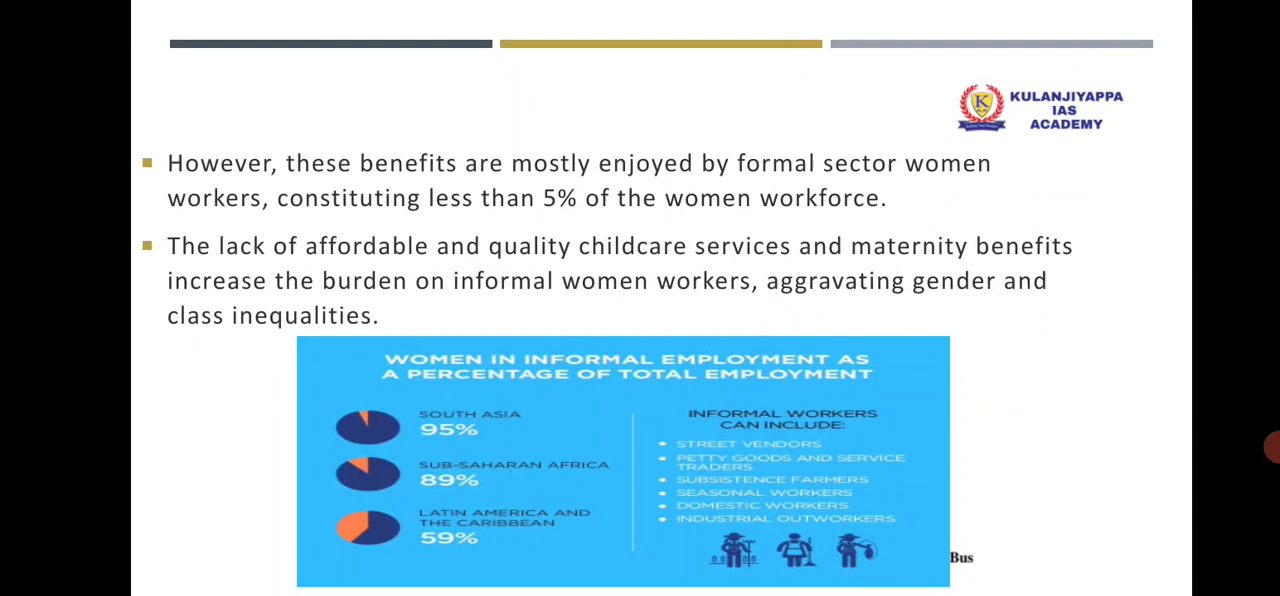 KULANJIYAPPA
IAS
ACADEMY
However, these benefits are mostly enjoyed by formal sector women
workers, constituting less than 5% of the women workforce.
The lack of affordable and quality childcare services and maternity benefits
increase the burden on informal women workers, aggravating gender and
class inequalities.
WOMEN IN INFORMAL EMPLOYMENT AS
A PERCENTAGE OF TOTAL EMPLOYMENT
SOUTH ASIA
95%
SUB-SAHARAN AFRICA
89%
LATIN AMERICA AND
THE CARIBBEAN
59%
INFORMAL WORKERS
CAN INCLUDE:
STREET VENDORS
PETTY GOODS AND SERVICE
TRADERS
SUBSISTENCE FARMERS
SEASONAL WORKERS
DOMESTIC WORKERS
INDUSTRIAL OUTWORKERS
Bus